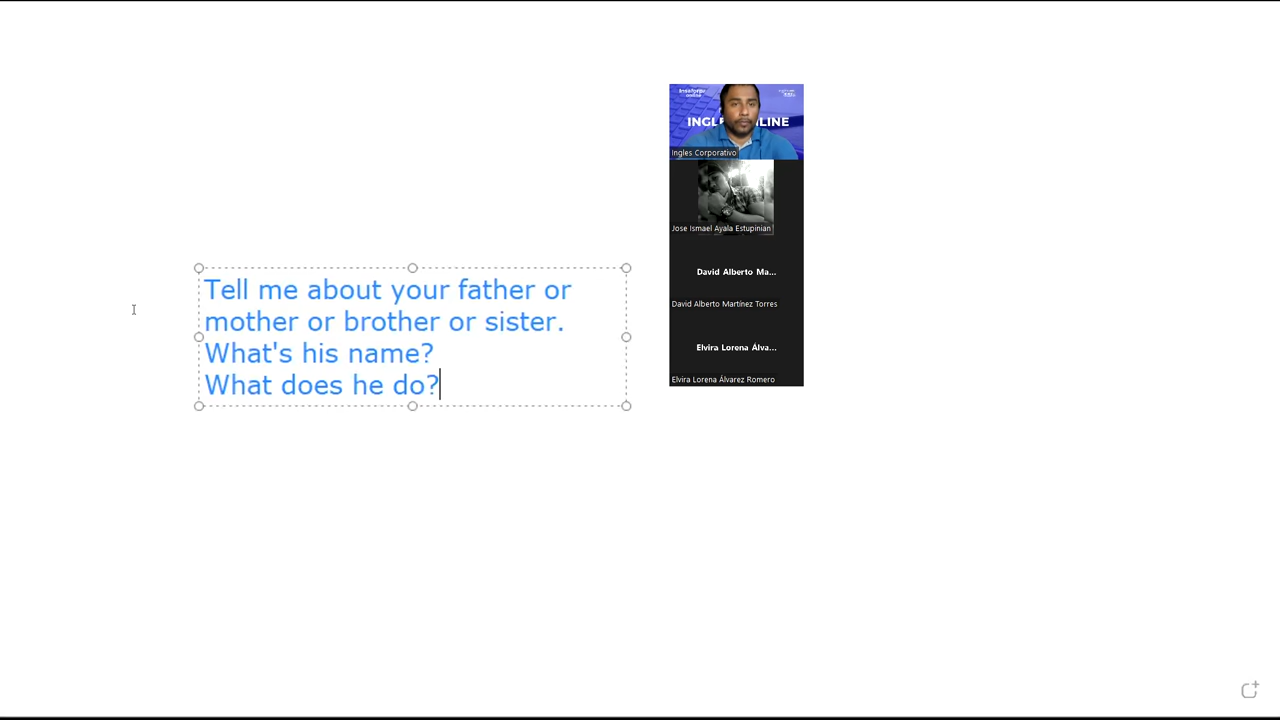 Tell me about your father or
mother or brother or sister.
What's his name?
What does he do?
Ingles Corporativo
Jose Ismael Ayala Estupinian
David Alberto Ma...
David Alberto Martínez Torres
Elvira Lorena Álva...
Elvira Lorena Álvarez Romero